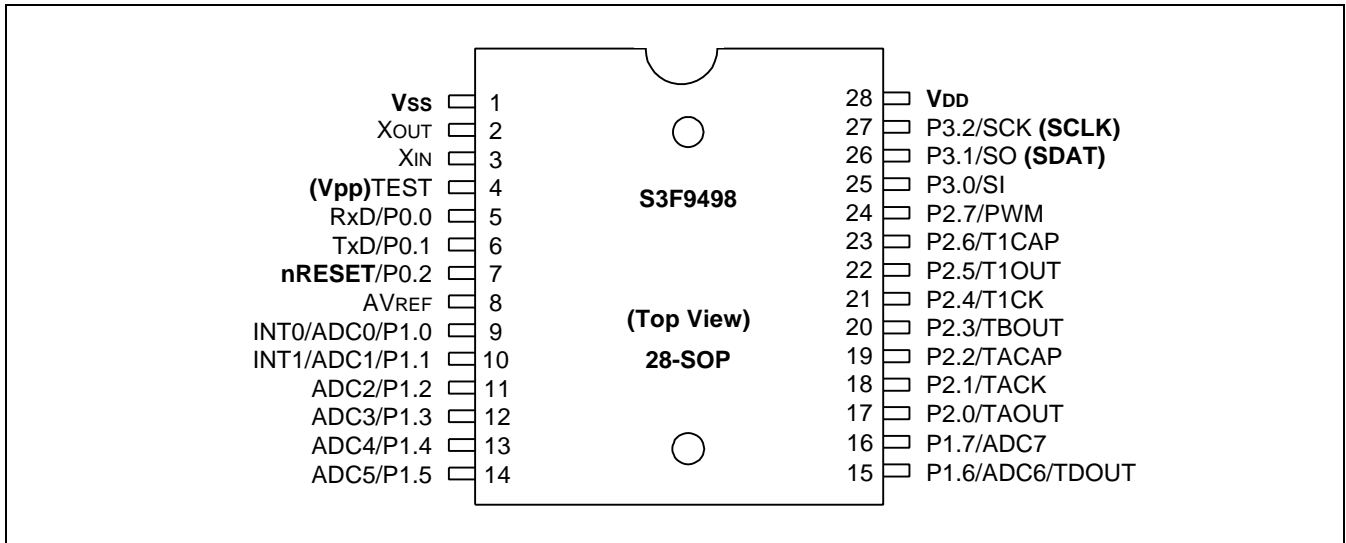 VSS 1
XOUT 2
XIN 3
(Vpp)TEST 4
RxD/P0.0 5
TxD/P0.1 6
nRESET/P0.2 7
AVREF 8
INT0/ADC0/P1.0 9
INT1/ADC1/P1.1 10
ADC2/P1.2 11
ADC3/P1.3 12
ADC4/P1.4 13
ADC5/P1.5 14
S3F9498
(Top View)
28-SOP
28 VDD
27 P3.2/SCK (SCLK)
26 P3.1/SO (SDAT)
25 P3.0/SI
24 P2.7/PWM
23 P2.6/T1CAP
22 P2.5/T1OUT
21 P2.4/T1CK
20 P2.3/TBOUT
19 P2.2/TACAP
18 P2.1/TACK
17 P2.0/TAOUT
16 P1.7/ADC7
15 P1.6/ADC6/TDOUT